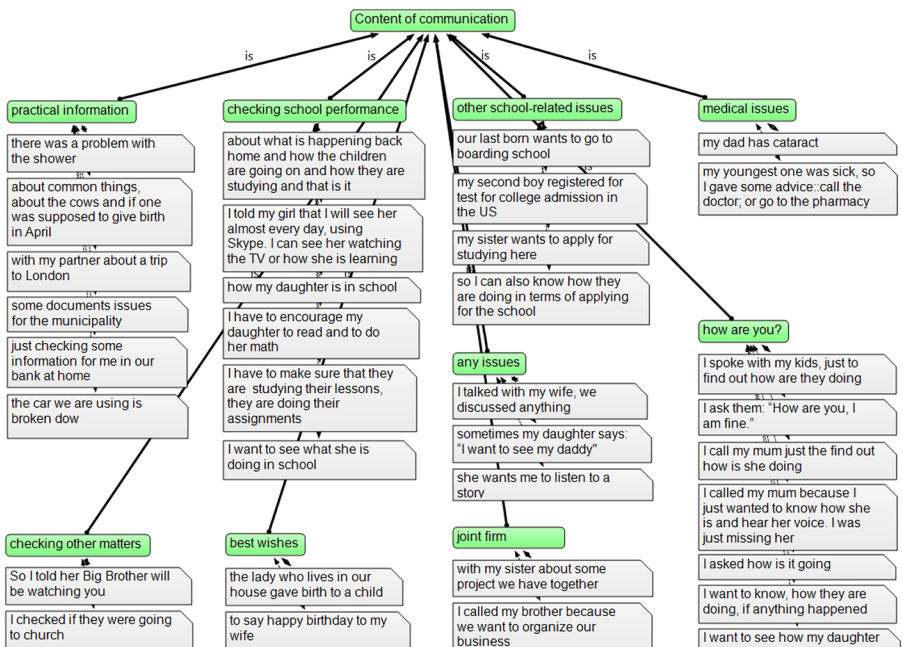 Content of communication
is
is
is
is
practical information
there was a problem with
the shower
about common things,
about the cows and if one
was supposed to give birth
in April
with my partner about a trip
to London
some documents issues
for the municipality
just checking some
information for me in our
bank at home
the car we are using is
broken dow
checking school performance
about what is happening back
home and how the children
are going on and how they are
studying and that is it
I told my girl that I will see her
almost every day, using
Skype. I can see her watching
the TV or how she is learning
is
is
how my daughter is in school
I have to encourage my
daughter to read and to do
her math
I have to make sure that they
are studying their lessons,
they are doing their
assignments
I want to see what she is
doing in school
other school-related issues
our last born wants to go to
boarding school
is
my second boy registered for
test for college admission in
the US
my sister wants to apply for
studying here
so I can also know how they
are doing in terms of applying
for the school
medical issues
my dad has cataract
my youngest one was sick, so
I gave some advice::call the
doctor; or go to the pharmacy
any issues
I talked with my wife, we
discussed anything
sometimes my daughter says:
“I want to see my daddy"
she wants me to listen to a
story
how are you?
I spoke with my kids, just to
find out how are they doing
I ask them: “How are you, I
am fine.”
I call my mum just the find out
how is she doing
I called my mum because I
just wanted to know how she
is and hear her voice. I was
just missing her
I asked how is it going
I want to know, how they are
doing, if anything happened
I want to see how my daughter
checking other matters
So I told her Big Brother will
be watching you
I checked if they were going
to church
best wishes
the lady who lives in our
house gave birth to a child
to say happy birthday to my
wife
joint firm
with my sister about some
project we have together
I called my brother because
we want to organize our
business